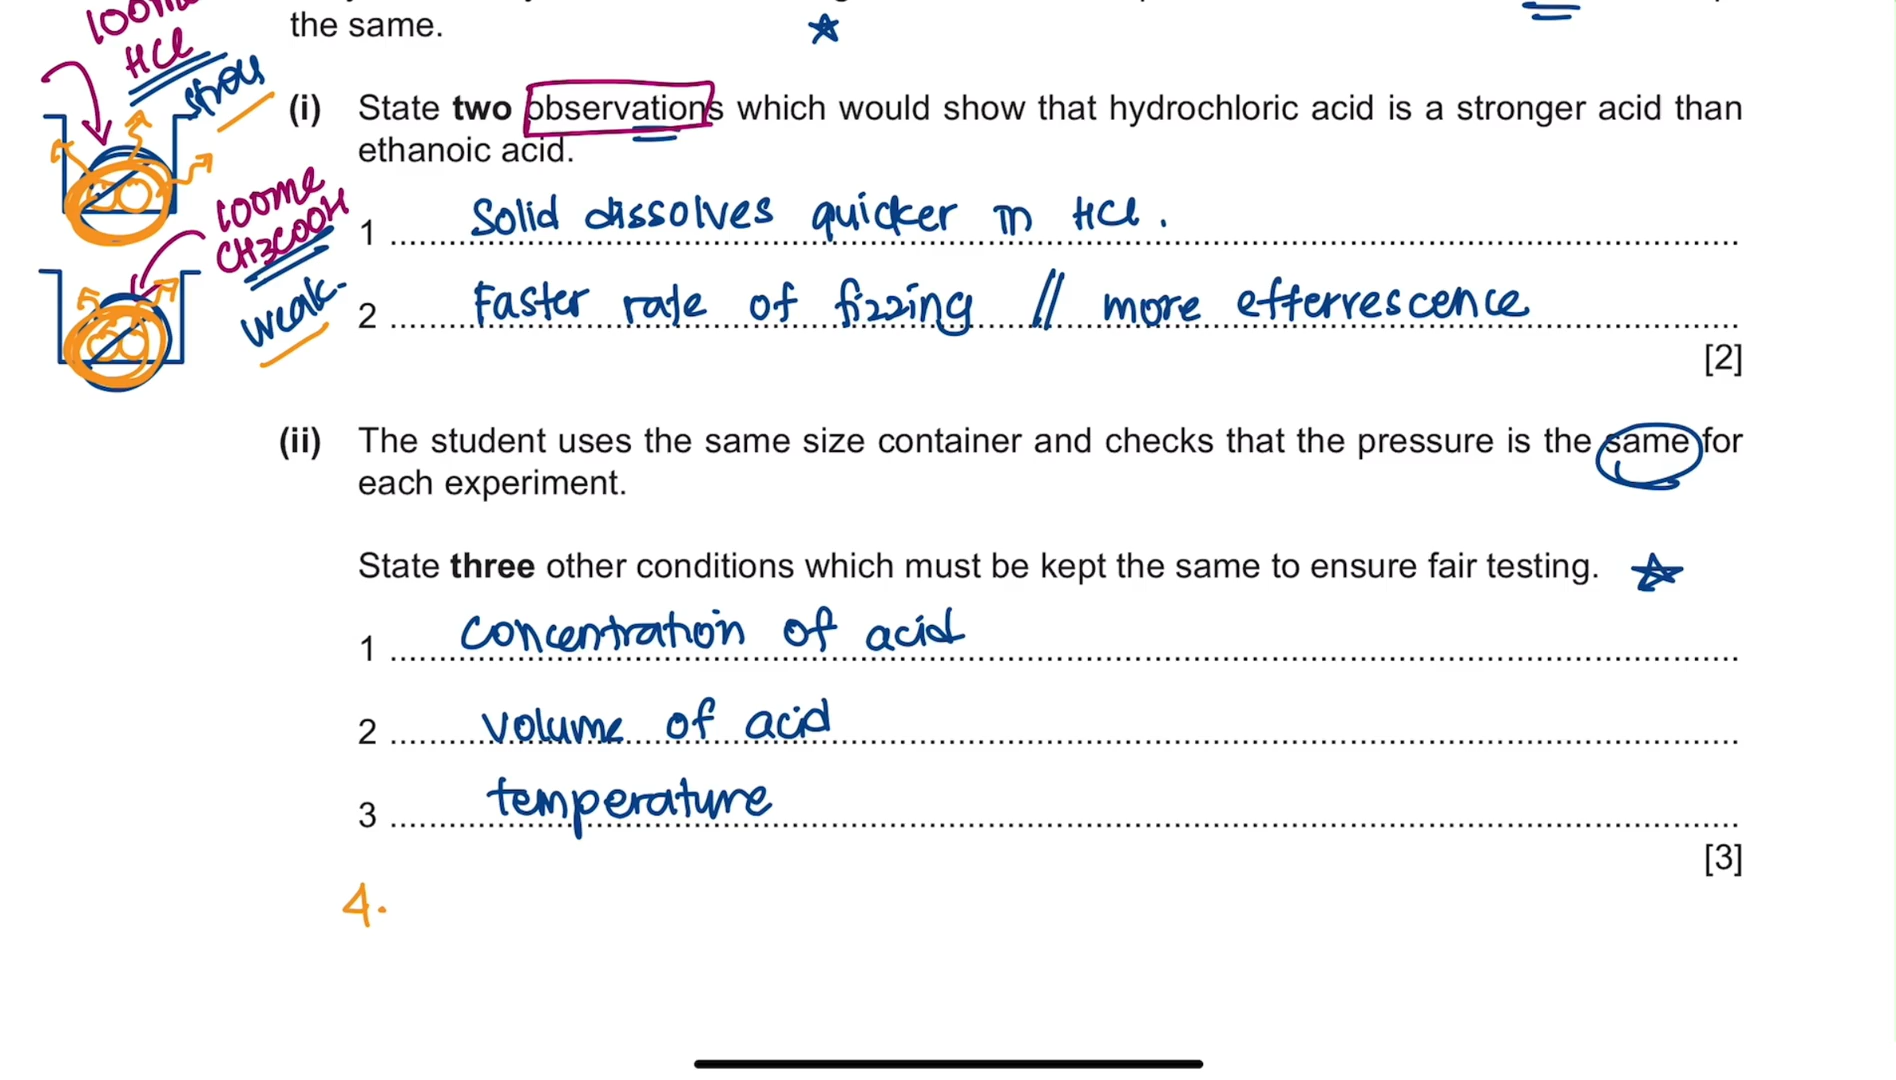 the same.
100m
HCl
strong
(i) State two observations which would show that hydrochloric acid is a stronger acid than
ethanoic acid.
100ml
CH3COOH
weak.
1 Solid dissolves quicker in HCl.
2 Faster rate of fizzing // more effervescence
[2]
(ii) The student uses the same size container and checks that the pressure is the same for
each experiment.
State three other conditions which must be kept the same to ensure fair testing.
1 concentration of acid
2 volume of acid
3 temperature
[3]
4.